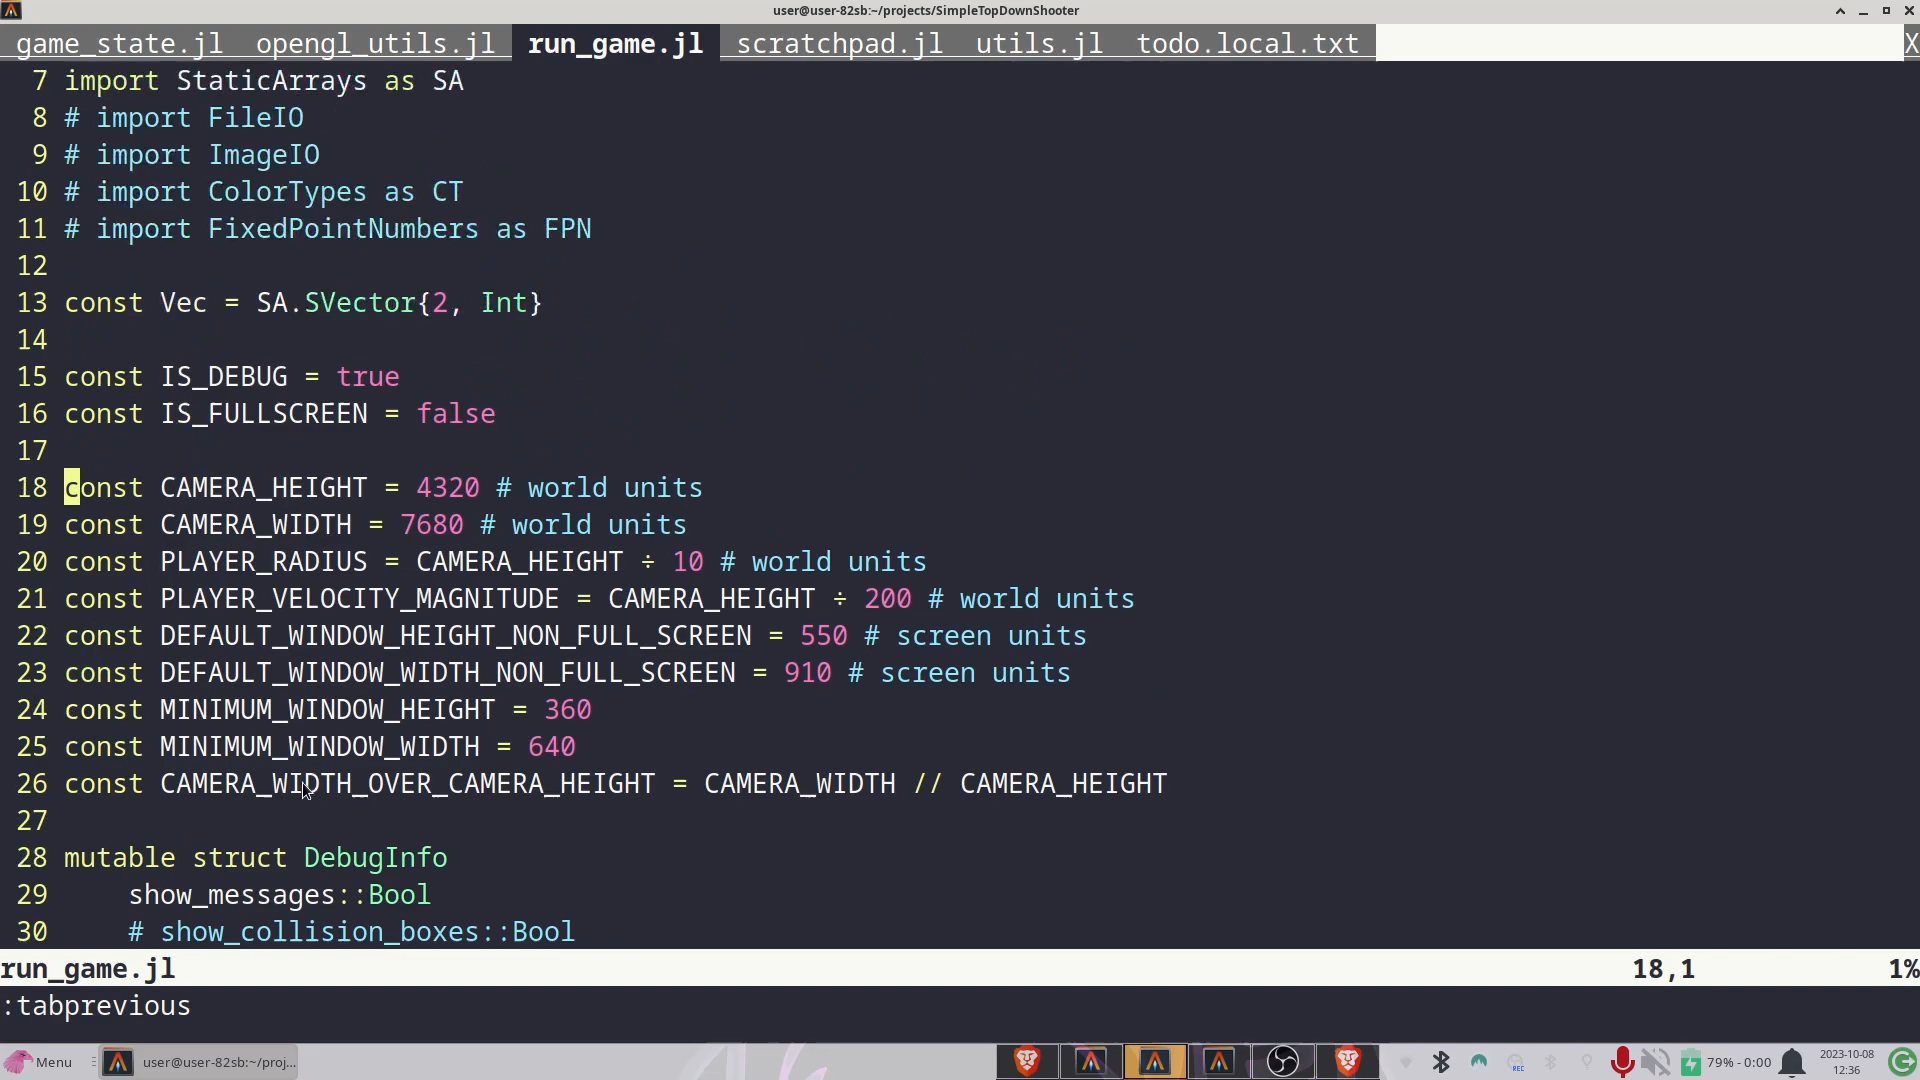 user@user-82sb:~/projects/SimpleTopDownShooter
game_state.jl opengl_utils.jl run_game.jl scratchpad.jl utils.jl todo.local.txt X
7 import StaticArrays as SA
8 # import FileIO
9 # import ImageIO
10 # import ColorTypes as CT
11 # import FixedPointNumbers as FPN
12
13 const Vec = SA.SVector{2, Int}
14
15 const IS_DEBUG = true
16 const IS_FULLSCREEN = false
17
18 const CAMERA_HEIGHT = 4320 # world units
19 const CAMERA_WIDTH = 7680 # world units
20 const PLAYER_RADIUS = CAMERA_HEIGHT ÷ 10 # world units
21 const PLAYER_VELOCITY_MAGNITUDE = CAMERA_HEIGHT ÷ 200 # world units
22 const DEFAULT_WINDOW_HEIGHT_NON_FULL_SCREEN = 550 # screen units
23 const DEFAULT_WINDOW_WIDTH_NON_FULL_SCREEN = 910 # screen units
24 const MINIMUM_WINDOW_HEIGHT = 360
25 const MINIMUM_WINDOW_WIDTH = 640
26 const CAMERA_WIDTH_OVER_CAMERA_HEIGHT = CAMERA_WIDTH // CAMERA_HEIGHT
27
28 mutable struct DebugInfo
29     show_messages::Bool
30     # show_collision_boxes::Bool
run_game.jl 18,1 1%
:tabprevious
Menu user@user-82sb:~/proj... REC 79% - 0:00 2023-10-08
12:36